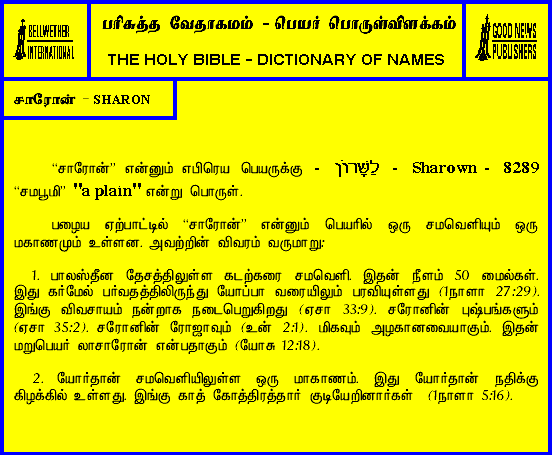 BELLWETHER
INTERNATIONAL
பரிசுத்த வேதாகமம் - பெயர் பொருள்விளக்கம்
THE HOLY BIBLE - DICTIONARY OF NAMES
GOOD NEWS
PUBLISHERS
சாரோன் - SHARON
“சாரோன்” என்னும் எபிரெய பெயருக்கு - לַשָּׁרוֹן - Sharown - 8289
“சமபூமி” "a plain" என்று பொருள்.
பழைய ஏற்பாட்டில் “சாரோன்” என்னும் பெயரில் ஒரு சமவெளியும் ஒரு
மகாணமும் உள்ளன. அவற்றின் விவரம் வருமாறு:
1. பாலஸ்தீன தேசத்திலுள்ள கடற்கரை சமவெளி. இதன் நீளம் 50 மைல்கள்.
இது கர்மேல் பர்வதத்திலிருந்து யோப்பா வரையிலும் பரவியுள்ளது (1நாளா 27:29).
இங்கு விவசாயம் நன்றாக நடைபெறுகிறது (ஏசா 33:9). சரோனின் புஷ்பங்களும்
(ஏசா 35:2). சரோனின் ரோஜாவும் (உன் 2:1). மிகவும் அழகானவையாகும். இதன்
மறுபெயர் லாசாரோன் என்பதாகும் (யோசு 12:18).
2. யோர்தான் சமவெளியிலுள்ள ஒரு மாகாணம். இது யோர்தான் நதிக்கு
கிழக்கில் உள்ளது. இங்கு காத் கோத்திரத்தார் குடியேறினார்கள் (1நாளா 5:16).